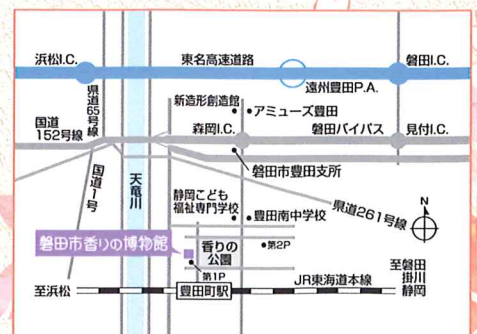 浜松I.C.
東名高速道路
磐田I.C.
遠州豊田P.A.
県道65号線
新造形創造館
アミューズ豊田
国道
152号線
森岡I.C.
磐田バイパス
見付I.C.
磐田市豊田支所
国道1号
天竜川
静岡こども
福祉専門学校
県道261号線
豊田南中学校
N
磐田市香りの博物館
香りの
公園
第2P
第1P
至磐田
掛川
静岡
至浜松
豊田町駅
JR東海道本線